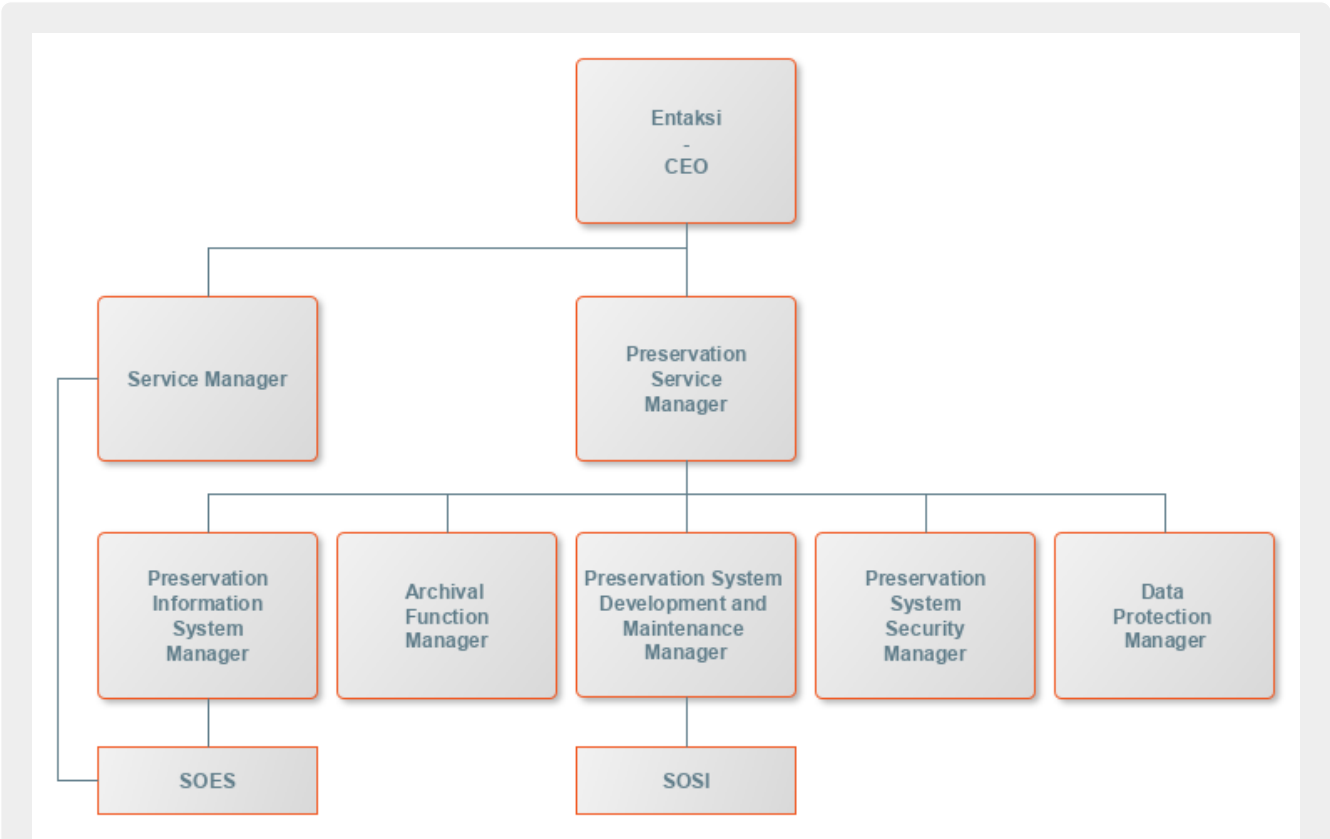 Entaksi
-
CEO
Service Manager
Preservation
Service
Manager
Preservation
Information
System
Manager
Archival
Function
Manager
Preservation System
Development and
Maintenance
Manager
Preservation
System
Security
Manager
Data
Protection
Manager
SOES
SOSI